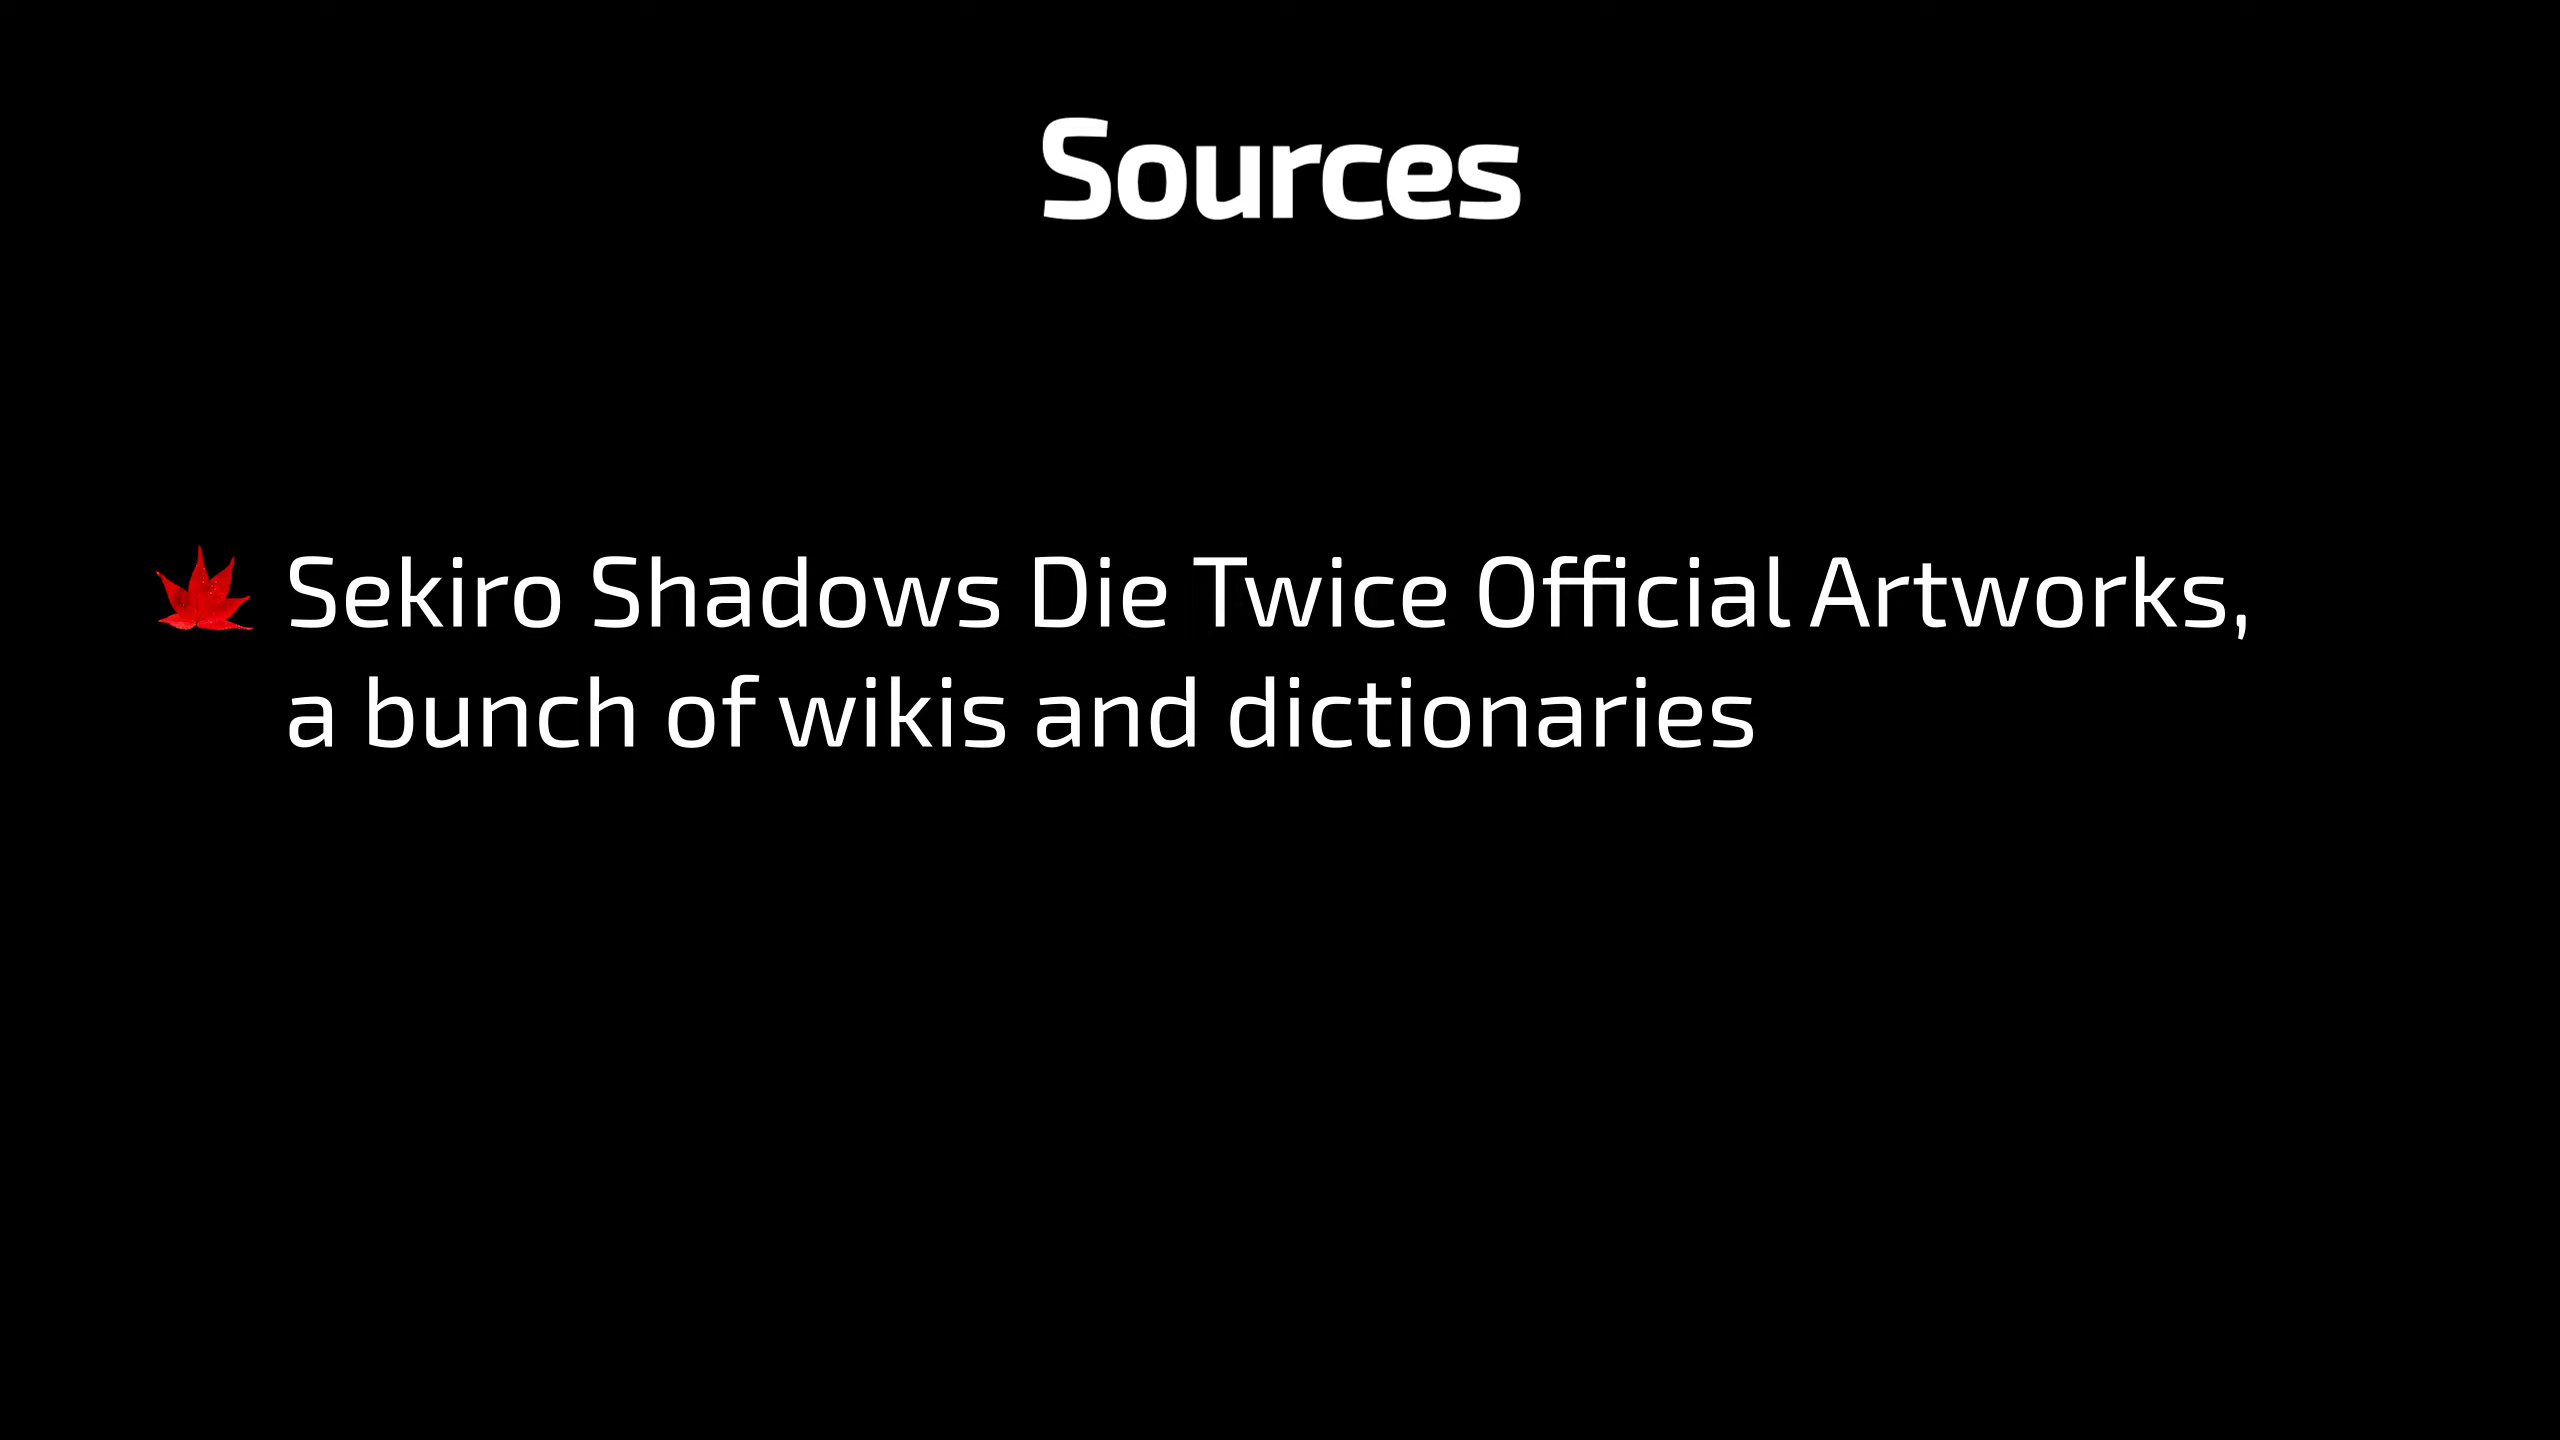 Sources
Sekiro Shadows Die Twice Official Artworks,
a bunch of wikis and dictionaries